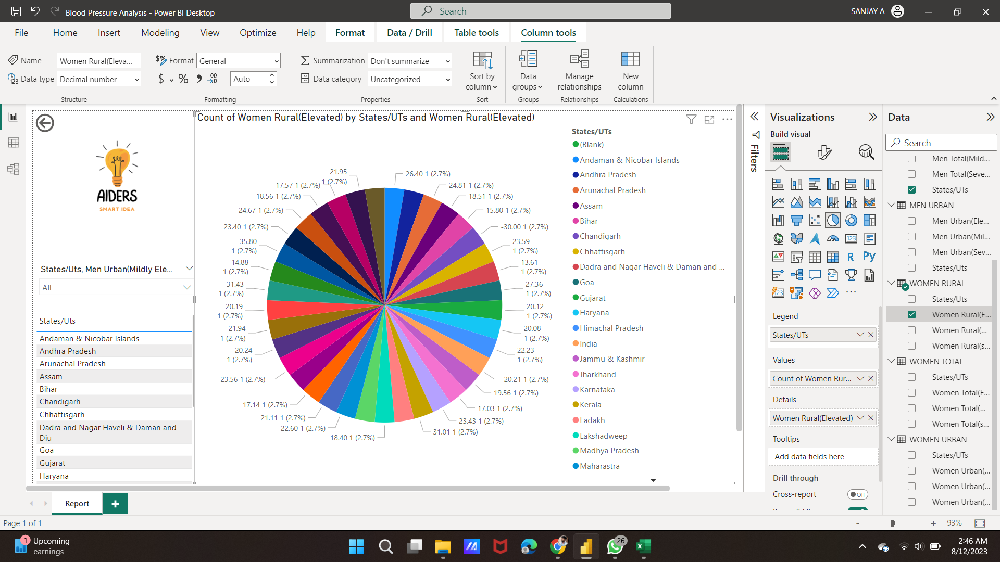 Blood Pressure Analysis - Power BI Desktop
Search
SANJAY A
File Home Insert Modeling View Optimize Help Format Data / Drill Table tools Column tools
Name Women Rural(Eleva...
Data type Decimal number
Structure
Format General
$ % , Auto
Formatting
Summarization Don't summarize
Data category Uncategorized
Properties
Sort by
column
Sort
Data
groups
Groups
Manage
relationships
Relationships
New
column
Calculations
AIDERS
SMART IDEA
States/Uts, Men Urban(Mildly Ele...
All
States/Uts
Andaman & Nicobar Islands
Andhra Pradesh
Arunachal Pradesh
Assam
Bihar
Chandigarh
Chhattisgarh
Dadra and Nagar Haveli & Daman and
Diu
Goa
Gujarat
Haryana
Count of Women Rural(Elevated) by States/UTs and Women Rural(Elevated)
26.40 1 (2.7%)
24.81 1 (2.7%)
18.51 1 (2.7%)
15.80 1 (2.7%)
-30.00 1 (2.7%)
23.59
1 (2.7%)
13.61
1 (2.7%)
27.36
1 (2.7%)
20.12
1 (2.7%)
20.08
1 (2.7%)
22.23
1 (2.7%)
20.21 1 (2.7%)
19.56 1 (2.7%)
17.03 1 (2.7%)
23.43 1 (2.7%)
31.01 1 (2.7%)
18.40 1 (2.7%)
22.60 1 (2.7%)
21.11 1 (2.7%)
17.14 1 (2.7%)
23.56 1 (2.7%)
20.24
1 (2.7%)
21.94
1 (2.7%)
20.19
1 (2.7%)
31.43
1 (2.7%)
14.88
1 (2.7%)
35.80
1 (2.7%)
23.40 1 (2.7%)
24.67 1 (2.7%)
18.56 1 (2.7%)
17.57 1 (2.7%)
21.95
1 (2.7%)
States/UTs
(Blank)
Andaman & Nicobar Islands
Andhra Pradesh
Arunachal Pradesh
Assam
Bihar
Chandigarh
Chhattisgarh
Dadra and Nagar Haveli & Daman and ...
Goa
Gujarat
Haryana
Himachal Pradesh
India
Jammu & Kashmir
Jharkhand
Karnataka
Kerala
Ladakh
Lakshadweep
Madhya Pradesh
Maharastra
Filters
Visualizations
Build visual
Legend
States/UTs
Values
Count of Women Rur...
Details
Women Rural(Elevated)
Tooltips
Add data fields here
Drill through
Cross-report Off
Data
Search
Men Total(Mild...
Men Total(Seve...
States/UTs
MEN URBAN
Men Urban(Ele...
Men Urban(Mil...
Men Urban(Sev...
States/Uts
WOMEN RURAL
States/Uts
Women Rural(E...
Women Rural(...
Women Rural(s...
WOMEN TOTAL
States/UTs
Women Total(E...
Women Total(...
Women Total(s...
WOMEN URBAN
States/UTs
Women Urban(...
Women Urban(...
Women Urban(...
Report
Page 1 of 1
- + 93%
1 Upcoming
earnings
26
2:46 AM
8/12/2023